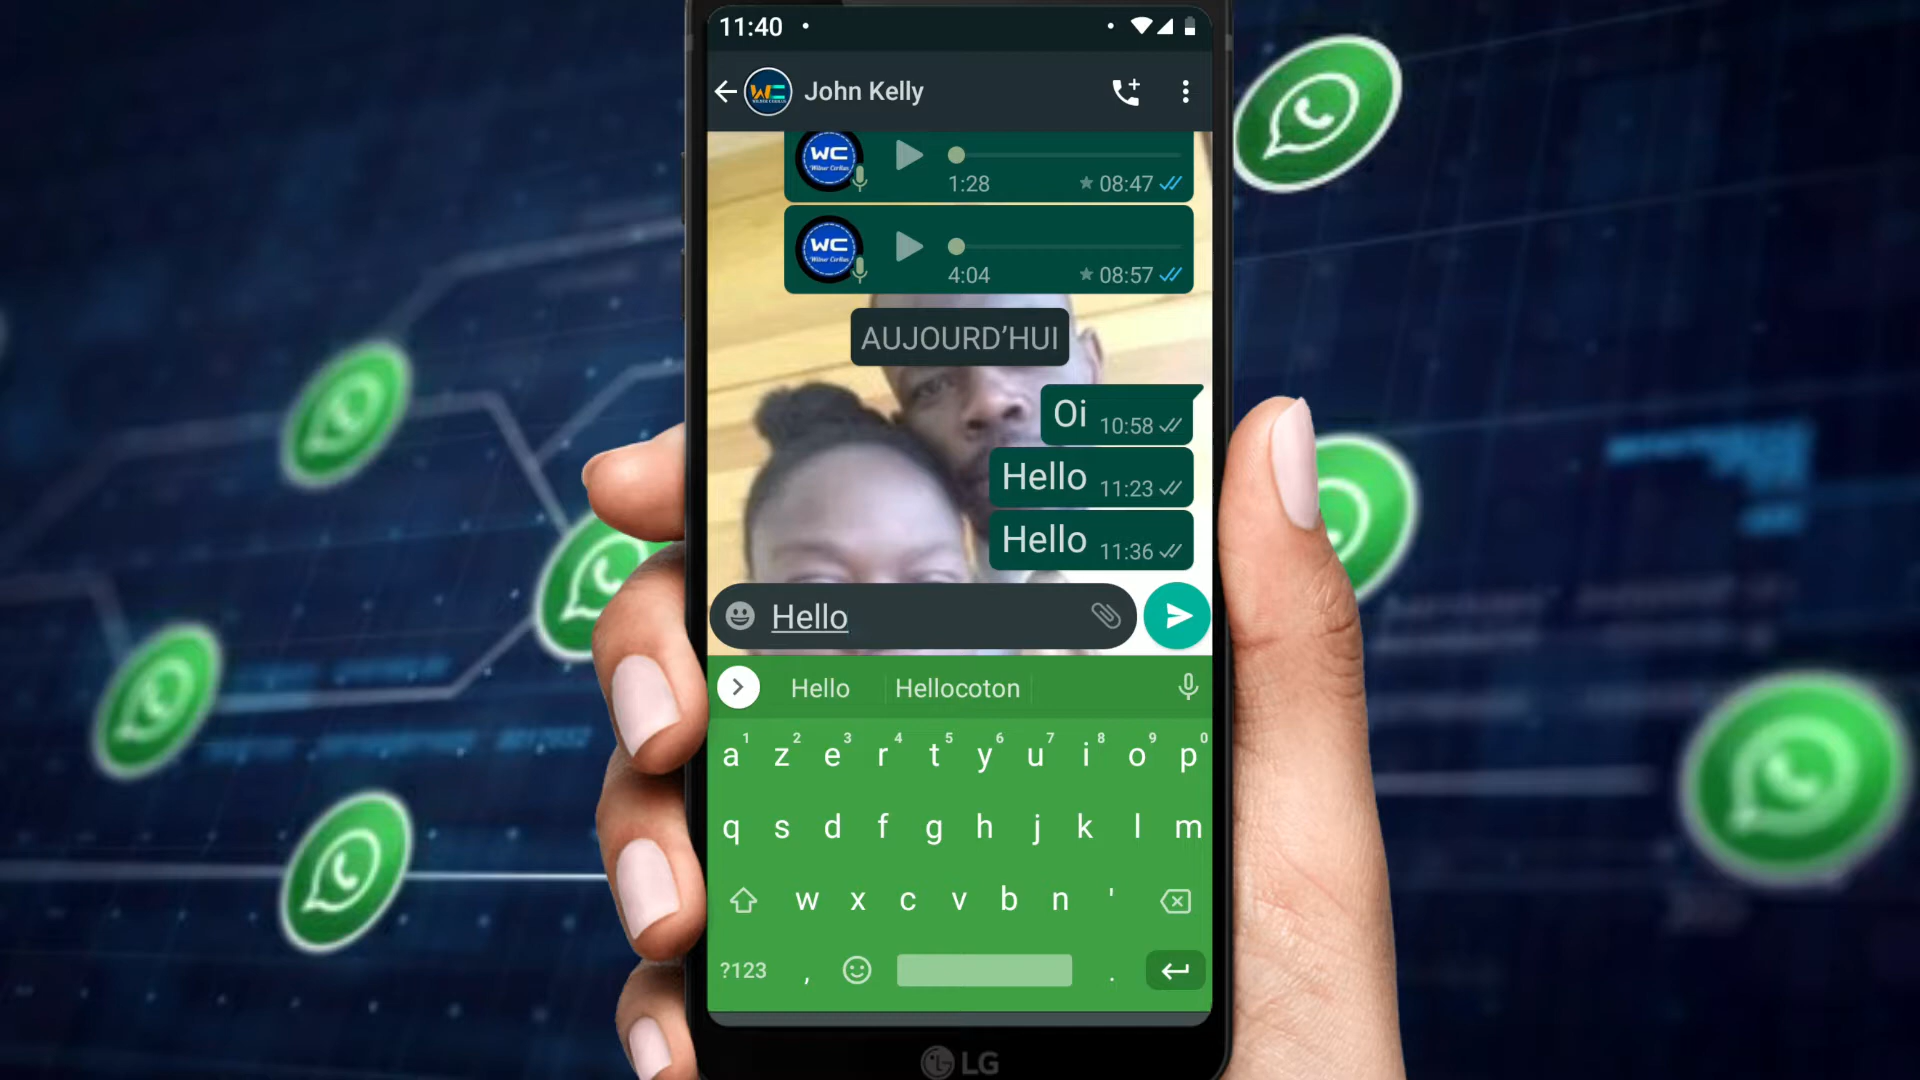 11:40
John Kelly
WC
1:28 08:47
WC
4:04 08:57
AUJOURD’HUI
Oi 10:58
Hello 11:23
Hello 11:36
Hello
Hello Hellocoton
1 2 3 4 5 6 7 8 9 0
a z e r t y u i o p
q s d f g h j k l m
w x c v b n '
?123 , .
LG